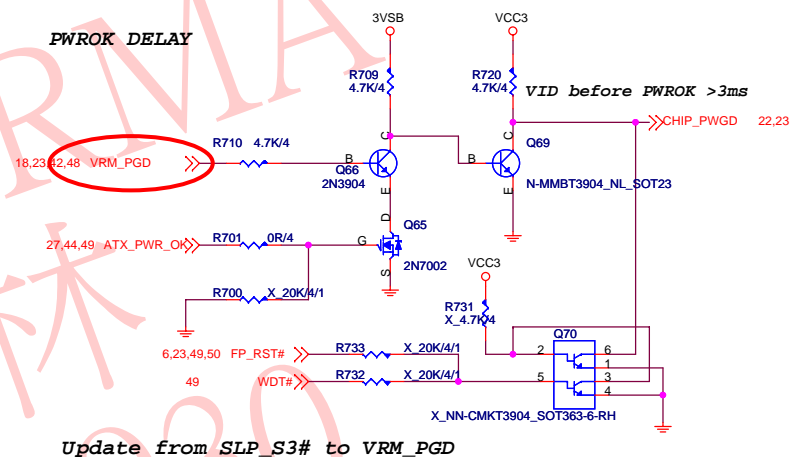 PWROK DELAY
3VSB
VCC3
R709
4.7K/4
R720
4.7K/4
VID before PWROK >3ms
CHIP_PWGD 22,23
R710 4.7K/4
18,23,42,48 VRM_PGD
B
C
E
Q66
2N3904
B
C
E
Q69
N-MMBT3904_NL_SOT23
27,44,49 ATX_PWR_OK
R701 0R/4
G
D
S
Q65
2N7002
R700 X_20K/4/1
VCC3
R731
X_4.7K/4
Q70
2
6
1
5
3
4
6,23,49,50 FP_RST#
R733 X_20K/4/1
49 WDT#
R732 X_20K/4/1
X_NN-CMKT3904_SOT363-6-RH
Update from SLP_S3# to VRM_PGD